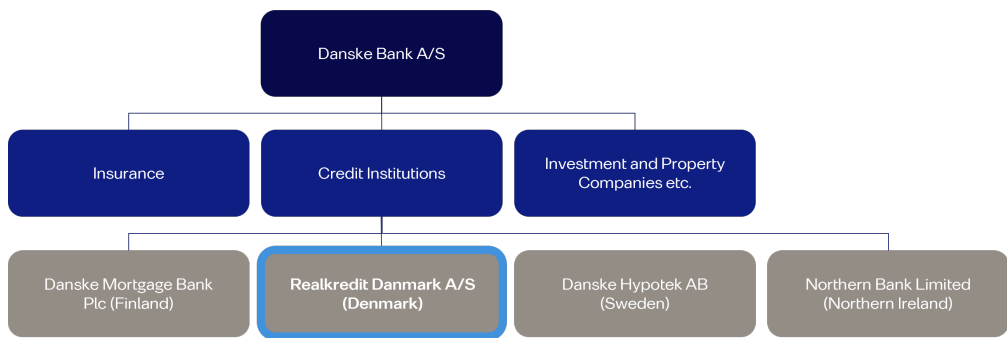 Danske Bank A/S
Insurance
Credit Institutions
Investment and Property
Companies etc.
Danske Mortgage Bank
Plc (Finland)
Realkredit Danmark A/S
(Denmark)
Danske Hypotek AB
(Sweden)
Northern Bank Limited
(Northern Ireland)